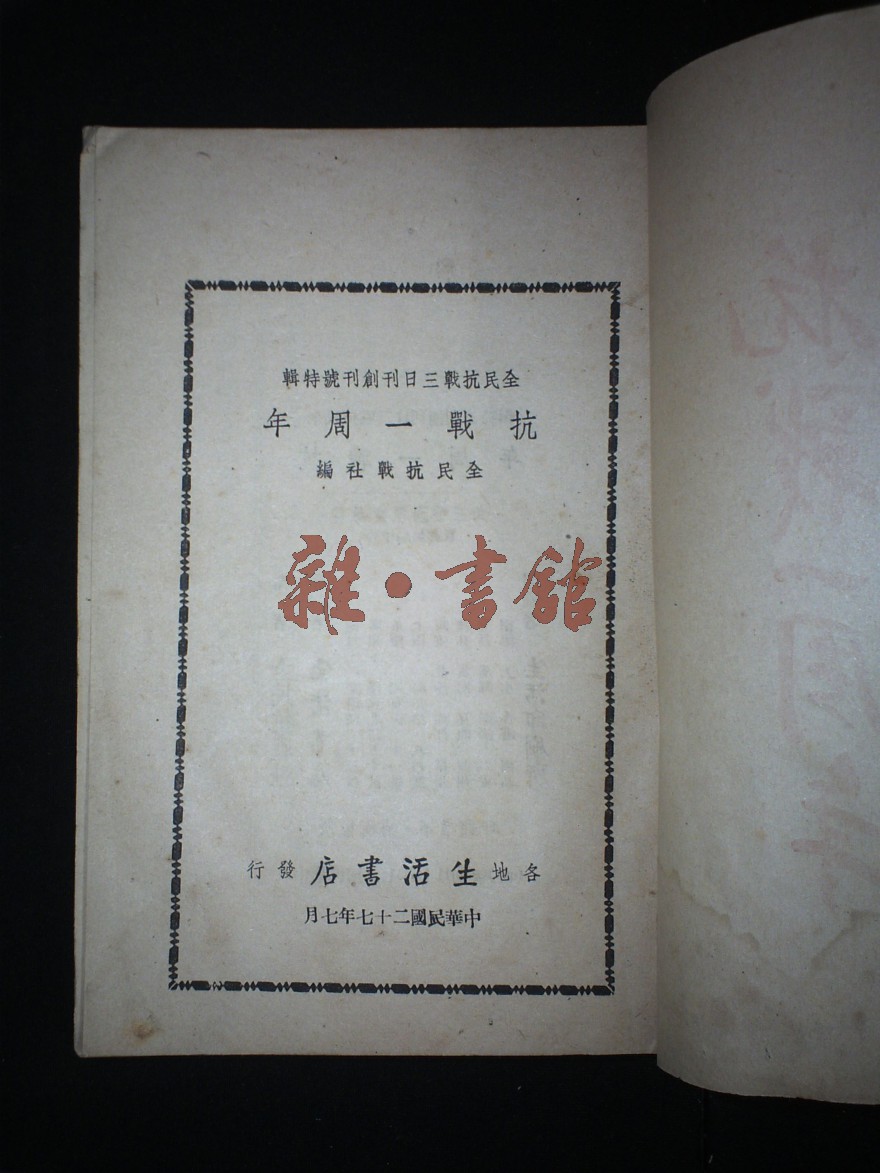 全民抗戰三日刊創刊號特輯
抗戰一周年
全民抗戰社編
雜·書館
各地生活書店發行
中華民國二十七年七月